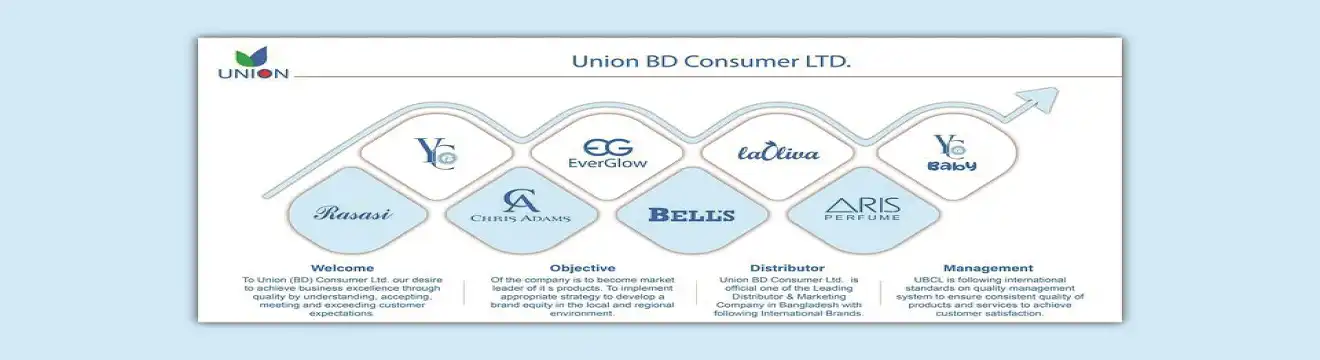 UNION
Union BD Consumer LTD.
YC
EG
EverGlow
laOliva
YC
Baby
Rasasi
CA
CHRIS ADAMS
BELL'S
ARIS
PERFUME
Welcome
To Union (BD) Consumer Ltd. our desire
to achieve business excellence through
quality by understanding, accepting,
meeting and exceeding customer
expectations.
Objective
Of the company is to become market
leader of it s products. To implement
appropriate strategy to develop a
brand equity in the local and regional
environment.
Distributor
Union BD Consumer Ltd. is
official one of the Leading
Distributor & Marketing
Company in Bangladesh with
following International Brands.
Management
UBCL is following international
standards on quality management
system to ensure consistent quality of
products and services to achieve
customer satisfaction.